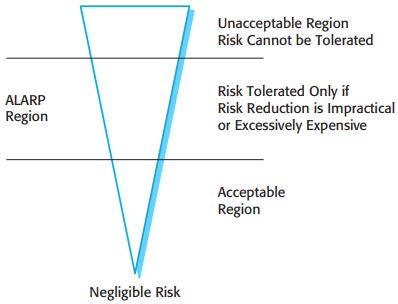 Unacceptable Region
Risk Cannot be Tolerated
ALARP
Region
Risk Tolerated Only if
Risk Reduction is Impractical
or Excessively Expensive
Acceptable
Region
Negligible Risk